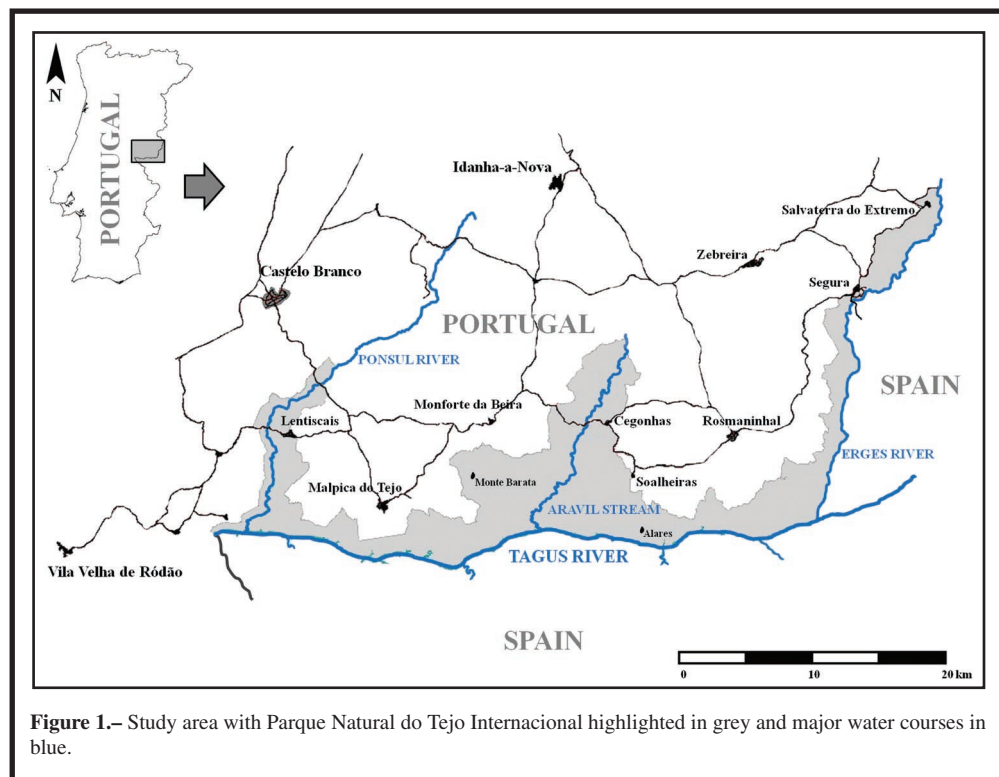 N
PORTUGAL
Idanha-a-Nova
Salvaterra do Extremo
Zebreira
Castelo Branco
Segura
PORTUGAL
PONSUL RIVER
SPAIN
Monforte da Beira
Lentiscais
Cegonhas
Rosmaninhal
ERGES RIVER
Malpica do Tejo
Monte Barata
Soalheiras
ARAVIL STREAM
Alares
TAGUS RIVER
Vila Velha de Ródão
SPAIN
0 10 20 km
Figure 1.– Study area with Parque Natural do Tejo Internacional highlighted in grey and major water courses in
blue.